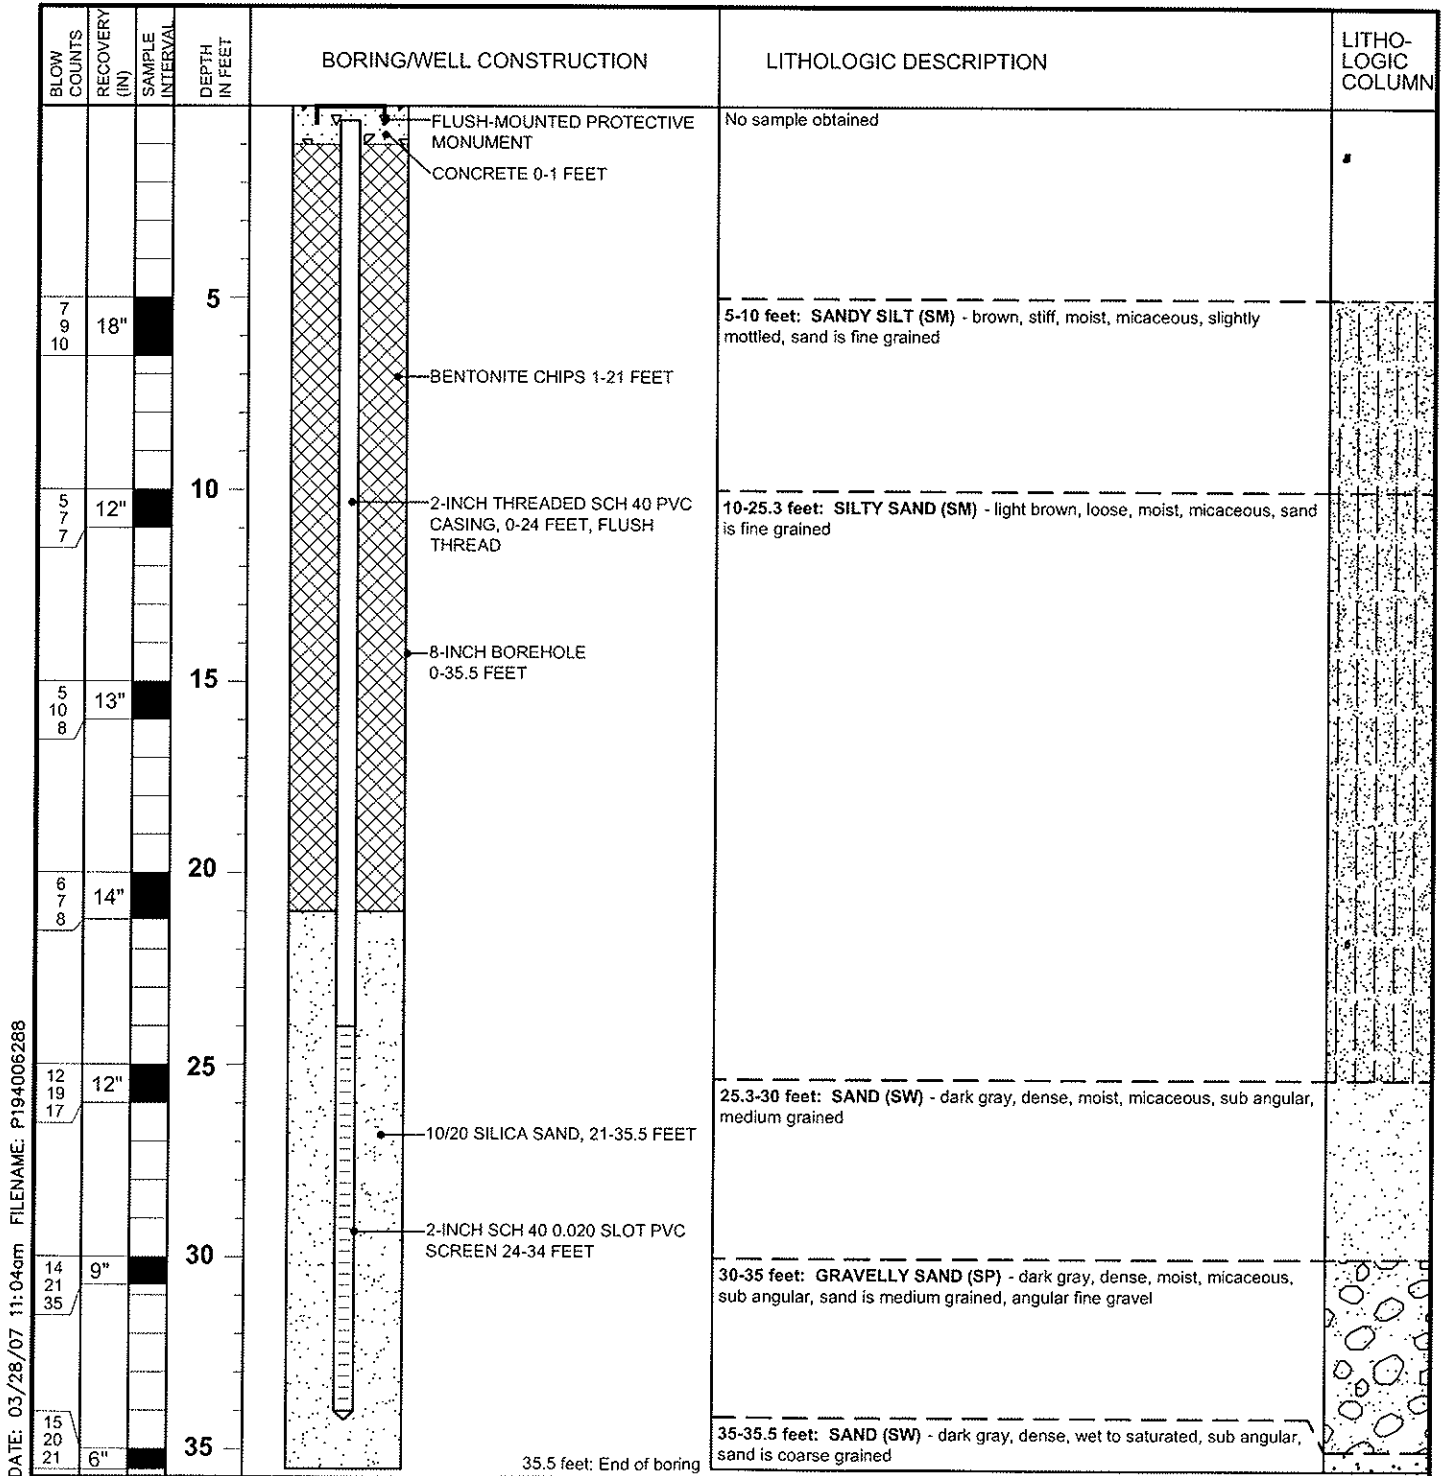 BLOW
COUNTS
RECOVERY
(IN)
SAMPLE
INTERVAL
DEPTH
IN FEET
BORING/WELL CONSTRUCTION
LITHOLOGIC DESCRIPTION
LITHO-
LOGIC
COLUMN
FLUSH-MOUNTED PROTECTIVE
MONUMENT
CONCRETE 0-1 FEET
No sample obtained
7
9
10
18"
5
5-10 feet: SANDY SILT (SM) - brown, stiff, moist, micaceous, slightly
mottled, sand is fine grained
BENTONITE CHIPS 1-21 FEET
5
7
7
12"
10
2-INCH THREADED SCH 40 PVC
CASING, 0-24 FEET, FLUSH
THREAD
10-25.3 feet: SILTY SAND (SM) - light brown, loose, moist, micaceous, sand
is fine grained
8-INCH BOREHOLE
0-35.5 FEET
5
10
8
13"
15
6
7
8
14"
20
12
19
17
12"
25
25.3-30 feet: SAND (SW) - dark gray, dense, moist, micaceous, sub angular,
medium grained
10/20 SILICA SAND, 21-35.5 FEET
2-INCH SCH 40 0.020 SLOT PVC
SCREEN 24-34 FEET
14
21
35
9"
30
30-35 feet: GRAVELLY SAND (SP) - dark gray, dense, moist, micaceous,
sub angular, sand is medium grained, angular fine gravel
15
20
21
6"
35
35-35.5 feet: SAND (SW) - dark gray, dense, wet to saturated, sub angular,
sand is coarse grained
35.5 feet: End of boring
DATE: 03/28/07 11:04am FILENAME: P194006288